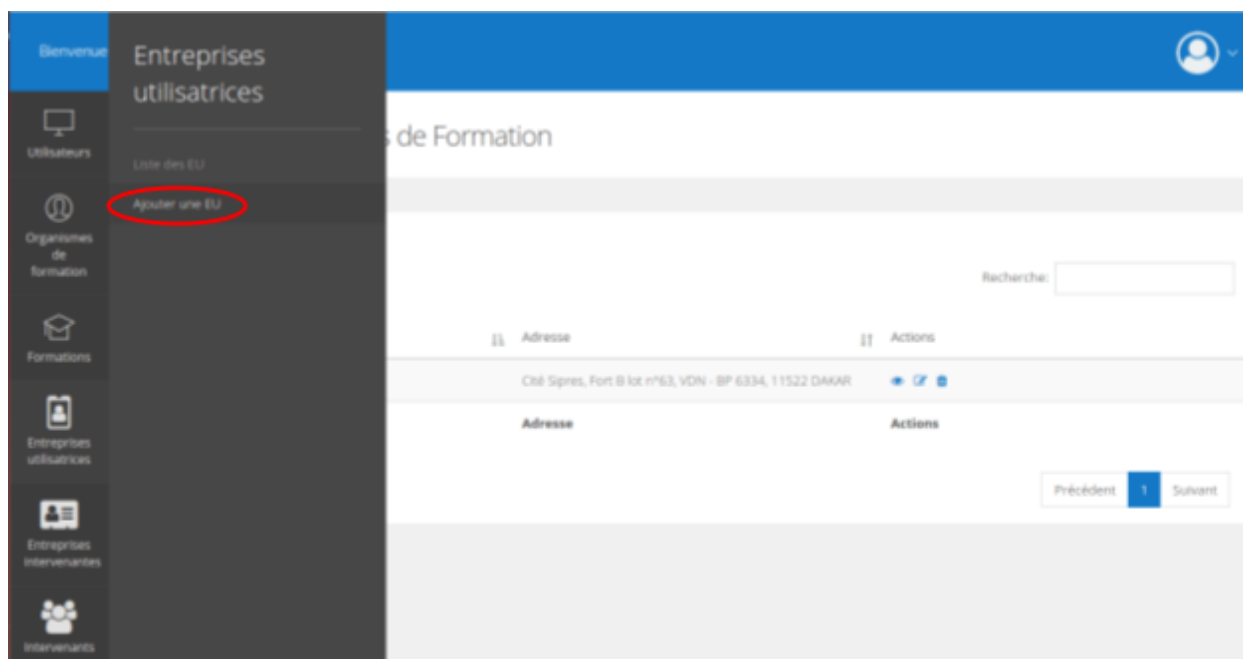 Bienvenue
Utilisateurs
Organismes
de
formation
Formations
Entreprises
utilisatrices
Entreprises
intervenantes
Intervenants
Entreprises
utilisatrices
Liste des EU
Ajouter une EU
de Formation
Recherche:
Adresse
Actions
Cité Sipres, Fort B lot n°63, VDN - BP 6334, 11522 DAKAR
Adresse
Actions
Précédent 1 Suivant